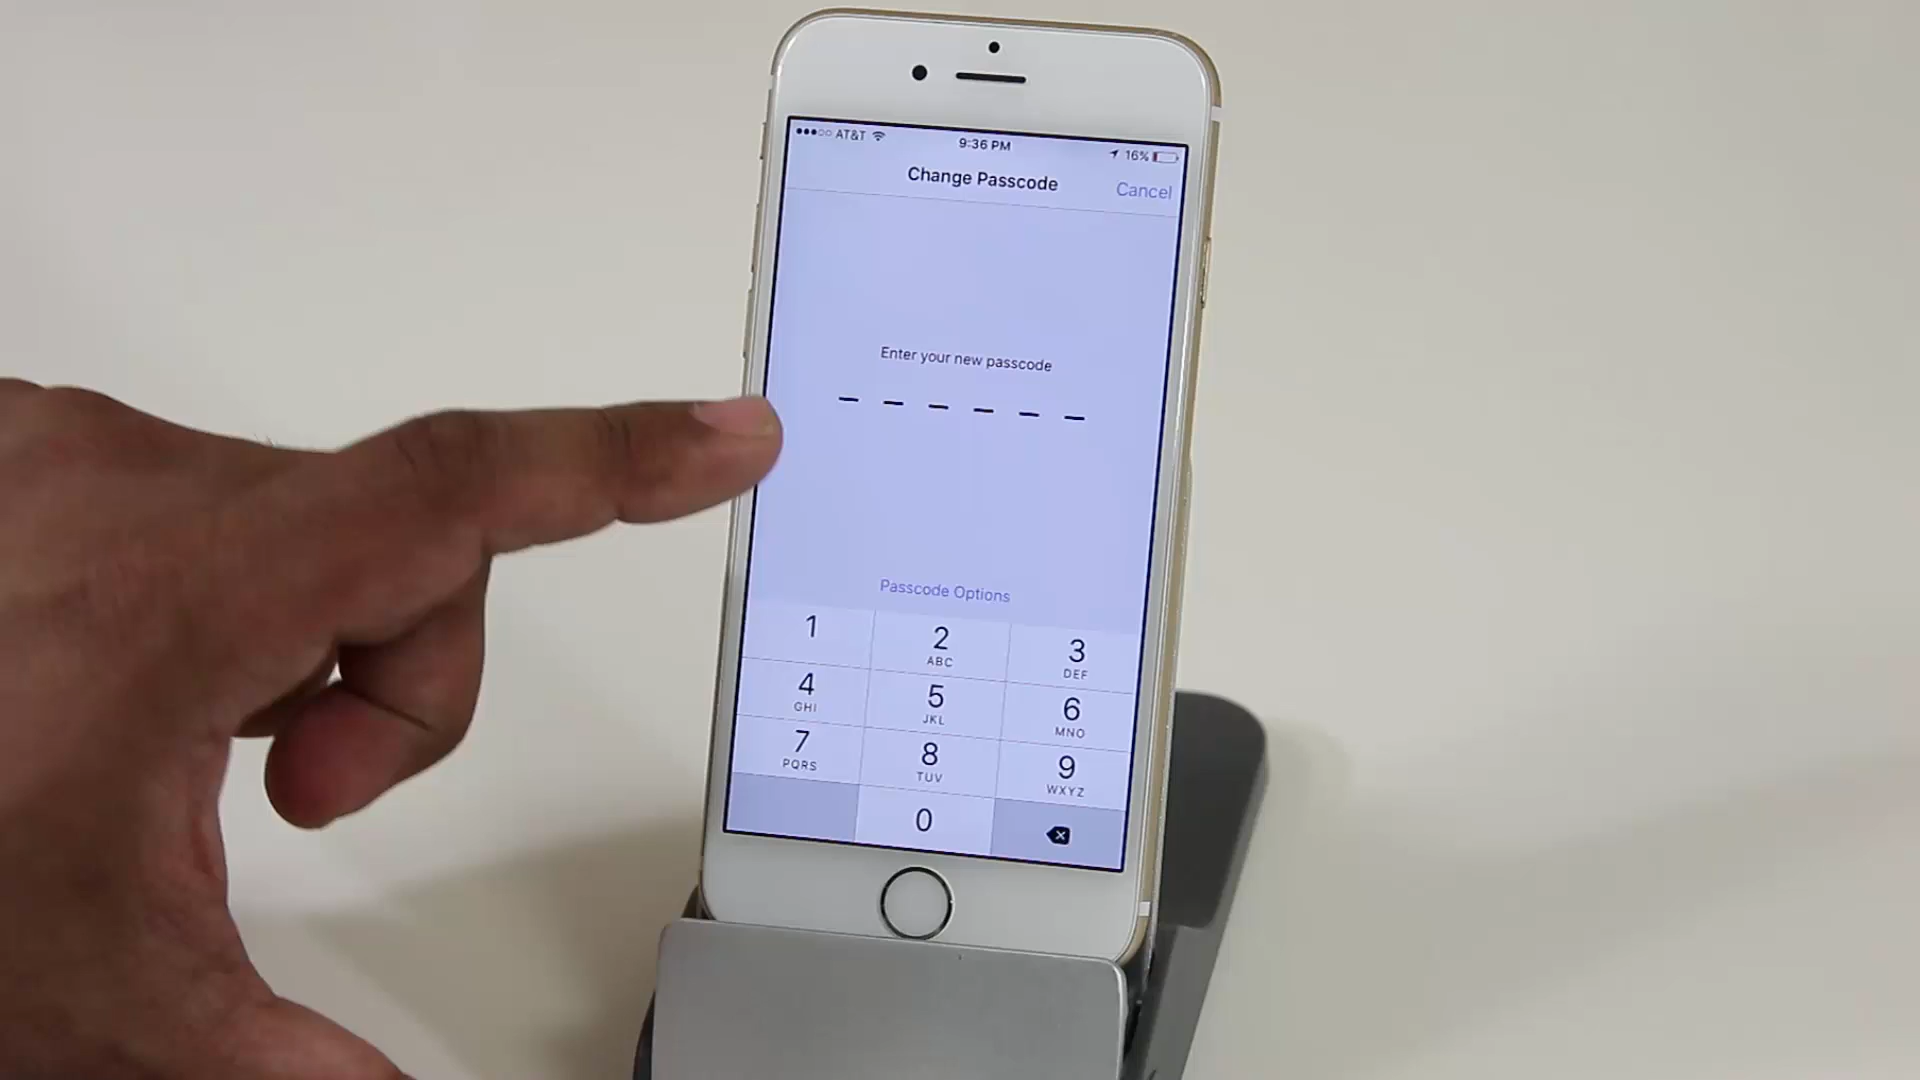 AT&T 9:36 PM 16%
Change Passcode Cancel
Enter your new passcode
Passcode Options
1 2 3
ABC DEF
4 5 6
GHI JKL MNO
7 8 9
PQRS TUV WXYZ
0